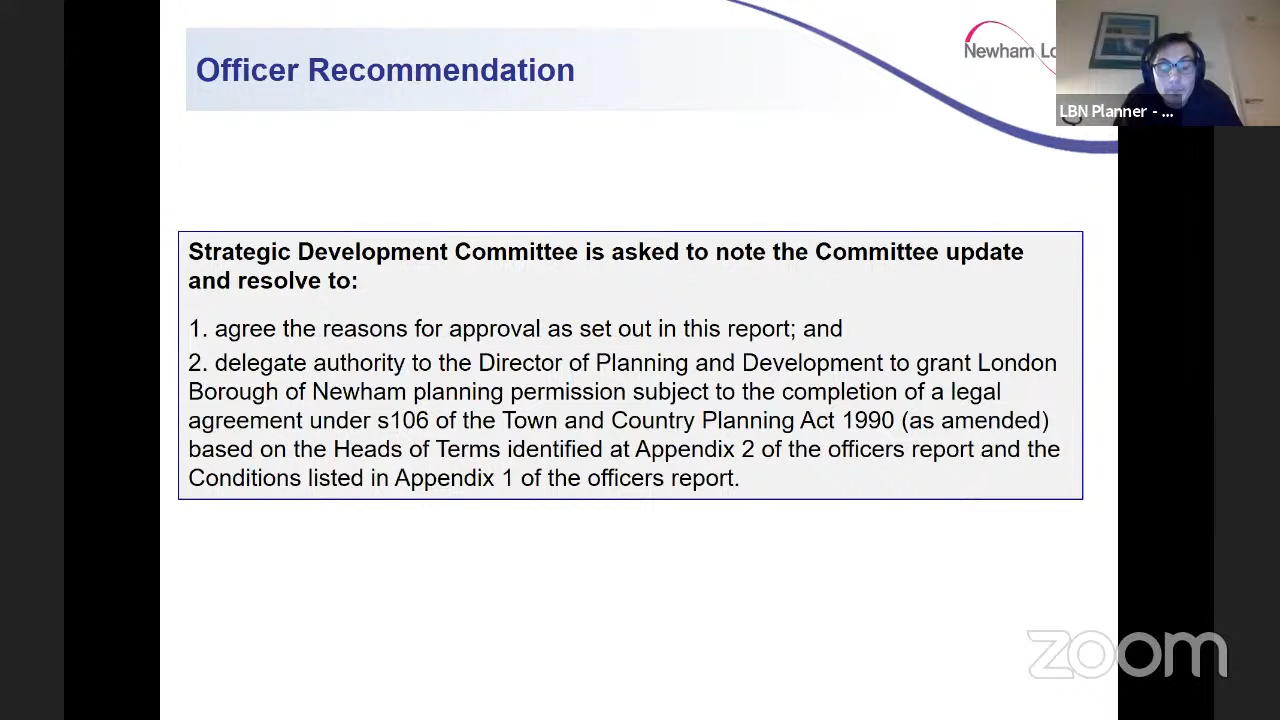 Officer Recommendation
Newham Lo
LBN Planner - ...
Strategic Development Committee is asked to note the Committee update
and resolve to:
1. agree the reasons for approval as set out in this report; and
2. delegate authority to the Director of Planning and Development to grant London
Borough of Newham planning permission subject to the completion of a legal
agreement under s106 of the Town and Country Planning Act 1990 (as amended)
based on the Heads of Terms identified at Appendix 2 of the officers report and the
Conditions listed in Appendix 1 of the officers report.
zoom